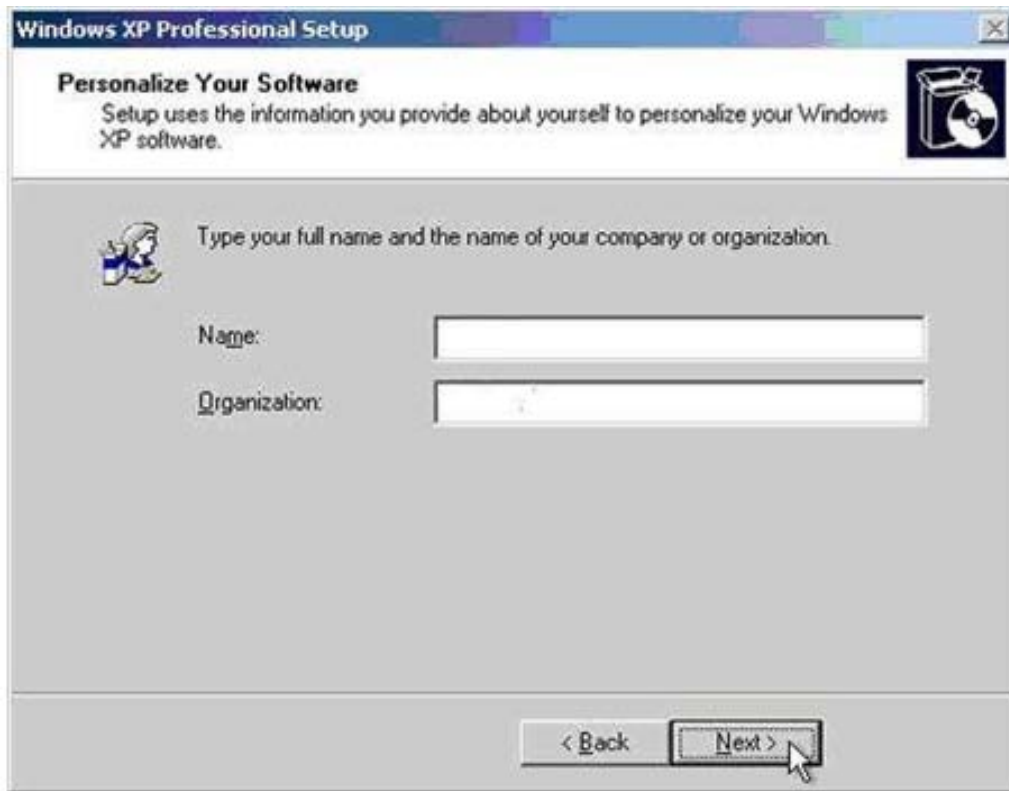 Windows XP Professional Setup
Personalize Your Software
Setup uses the information you provide about yourself to personalize your Windows
XP software.
Type your full name and the name of your company or organization.
Name:
Organization:
< Back
Next >